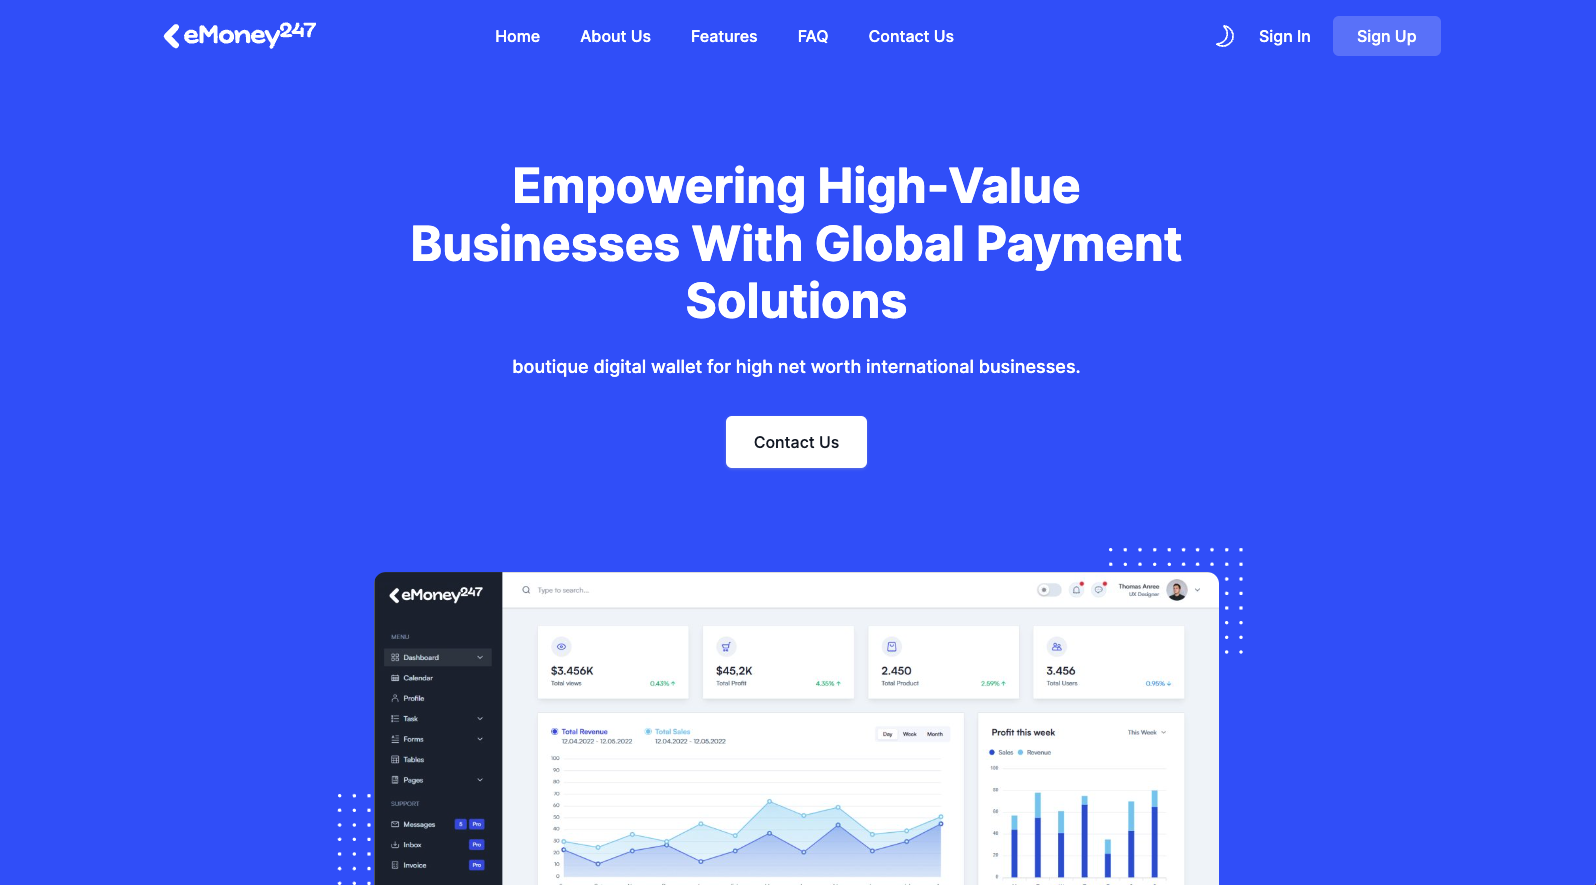 eMoney247
Home
About Us
Features
FAQ
Contact Us
Sign In
Sign Up
Empowering High-Value
Businesses With Global Payment
Solutions
boutique digital wallet for high net worth international businesses.
Contact Us
eMoney247
Type to search...
Thomas Anree
UX Designer
MENU
Dashboard
Calendar
Profile
Task
Forms
Tables
Pages
SUPPORT
Messages
5
Pro
Inbox
Pro
Invoice
Pro
$3.456K
Total views
0.43%
$45,2K
Total Profit
4.35%
2.450
Total Product
2.59%
3.456
Total Users
0.95%
Total Revenue
12.04.2022 - 12.05.2022
Total Sales
12.04.2022 - 12.05.2022
Day
Week
Month
100
90
80
70
60
50
40
30
20
10
0
Profit this week
This Week
Sales
Revenue
100
80
60
40
20
0